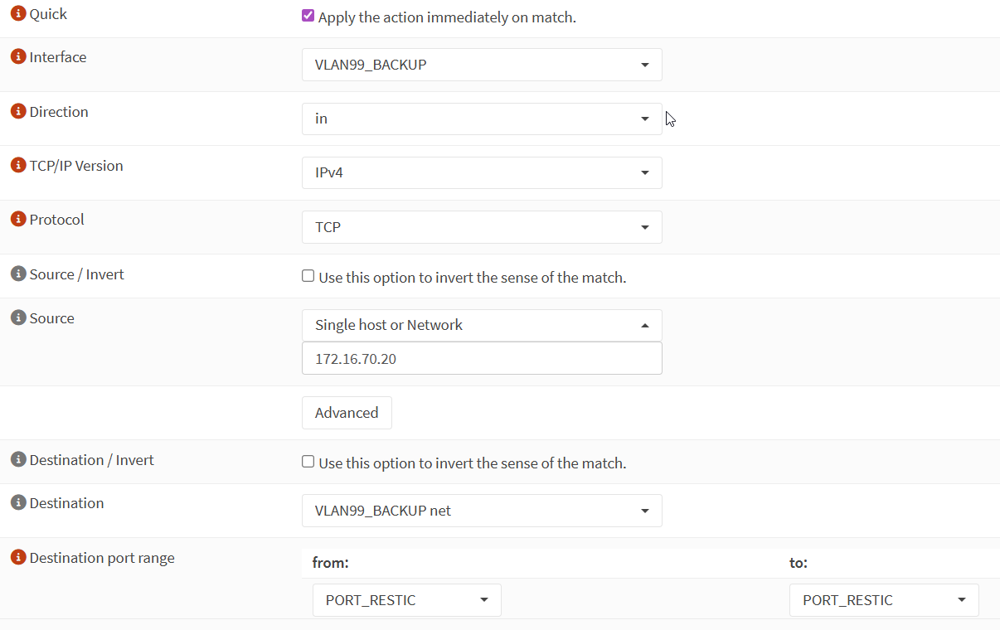 Quick
Apply the action immediately on match.
Interface
VLAN99_BACKUP
Direction
in
TCP/IP Version
IPv4
Protocol
TCP
Source / Invert
Use this option to invert the sense of the match.
Source
Single host or Network
172.16.70.20
Advanced
Destination / Invert
Use this option to invert the sense of the match.
Destination
VLAN99_BACKUP net
Destination port range
from:
to:
PORT_RESTIC
PORT_RESTIC